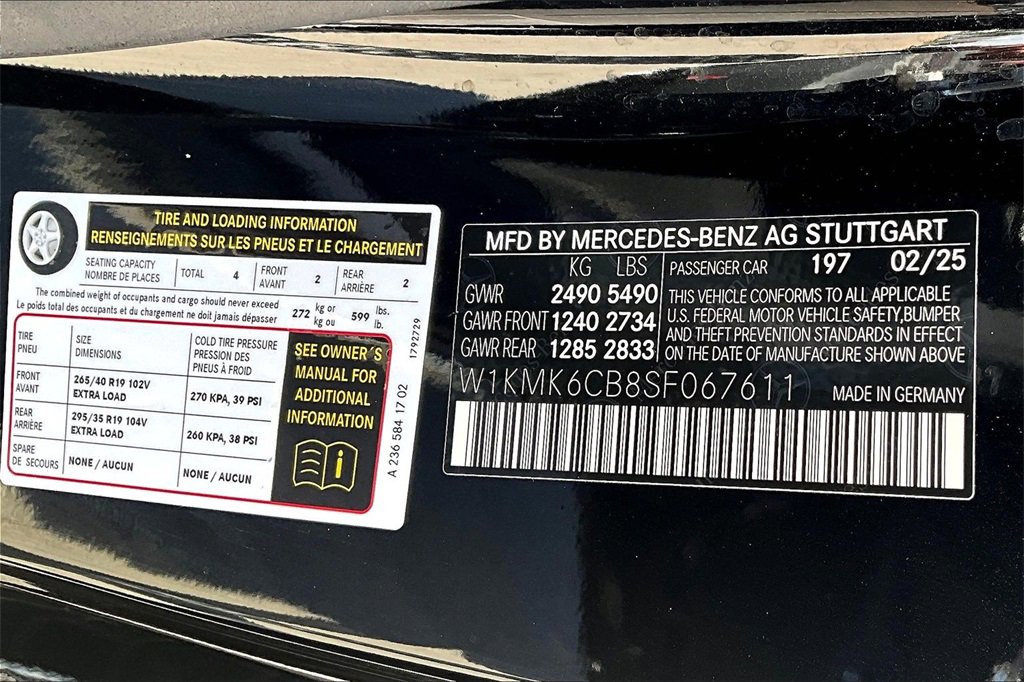 TIRE AND LOADING INFORMATION
RENSEIGNEMENTS SUR LES PNEUS ET LE CHARGEMENT
SEATING CAPACITY
NOMBRE DE PLACES
TOTAL 4
FRONT
AVANT
2
REAR
ARRIÈRE
2
The combined weight of occupants and cargo should never exceed
Le poids total des occupants et du chargement ne doit jamais dépasser
272 kg or
kg ou
599 lbs.
lb.
TIRE
PNEU
SIZE
DIMENSIONS
COLD TIRE PRESSURE
PRESSION DES
PNEUS À FROID
FRONT
AVANT
265/40 R19 102V
EXTRA LOAD
270 KPA, 39 PSI
REAR
ARRIÈRE
295/35 R19 104V
EXTRA LOAD
260 KPA, 38 PSI
SPARE
DE SECOURS
NONE / AUCUN
NONE / AUCUN
SEE OWNER´S
MANUAL FOR
ADDITIONAL
INFORMATION
i
1792729
A 236 584 17 02
MFD BY MERCEDES-BENZ AG STUTTGART
KG LBS
GVWR 2490 5490
GAWR FRONT 1240 2734
GAWR REAR 1285 2833
PASSENGER CAR 197 02/25
THIS VEHICLE CONFORMS TO ALL APPLICABLE
U.S. FEDERAL MOTOR VEHICLE SAFETY,BUMPER
AND THEFT PREVENTION STANDARDS IN EFFECT
ON THE DATE OF MANUFACTURE SHOWN ABOVE
W1KMK6CB8SF067611
MADE IN GERMANY